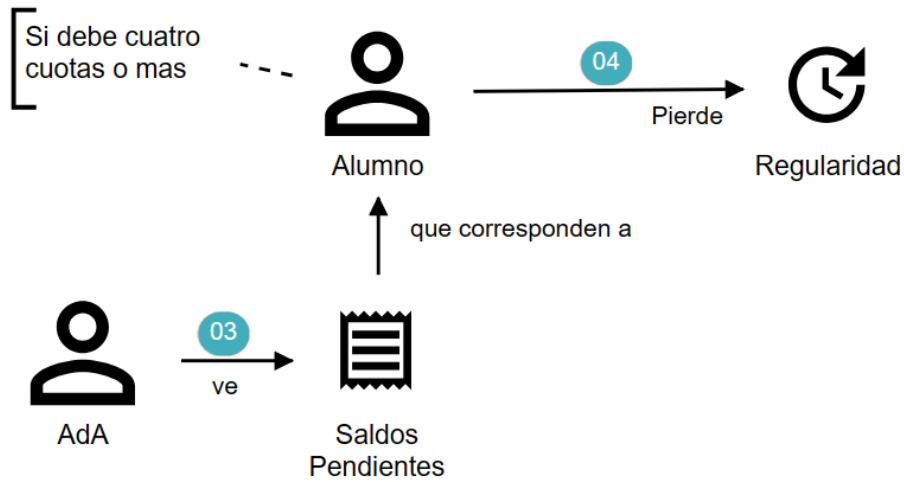 Si debe cuatro
cuotas o mas
04
Pierde
Alumno
Regularidad
que corresponden a
03
ve
AdA
Saldos
Pendientes